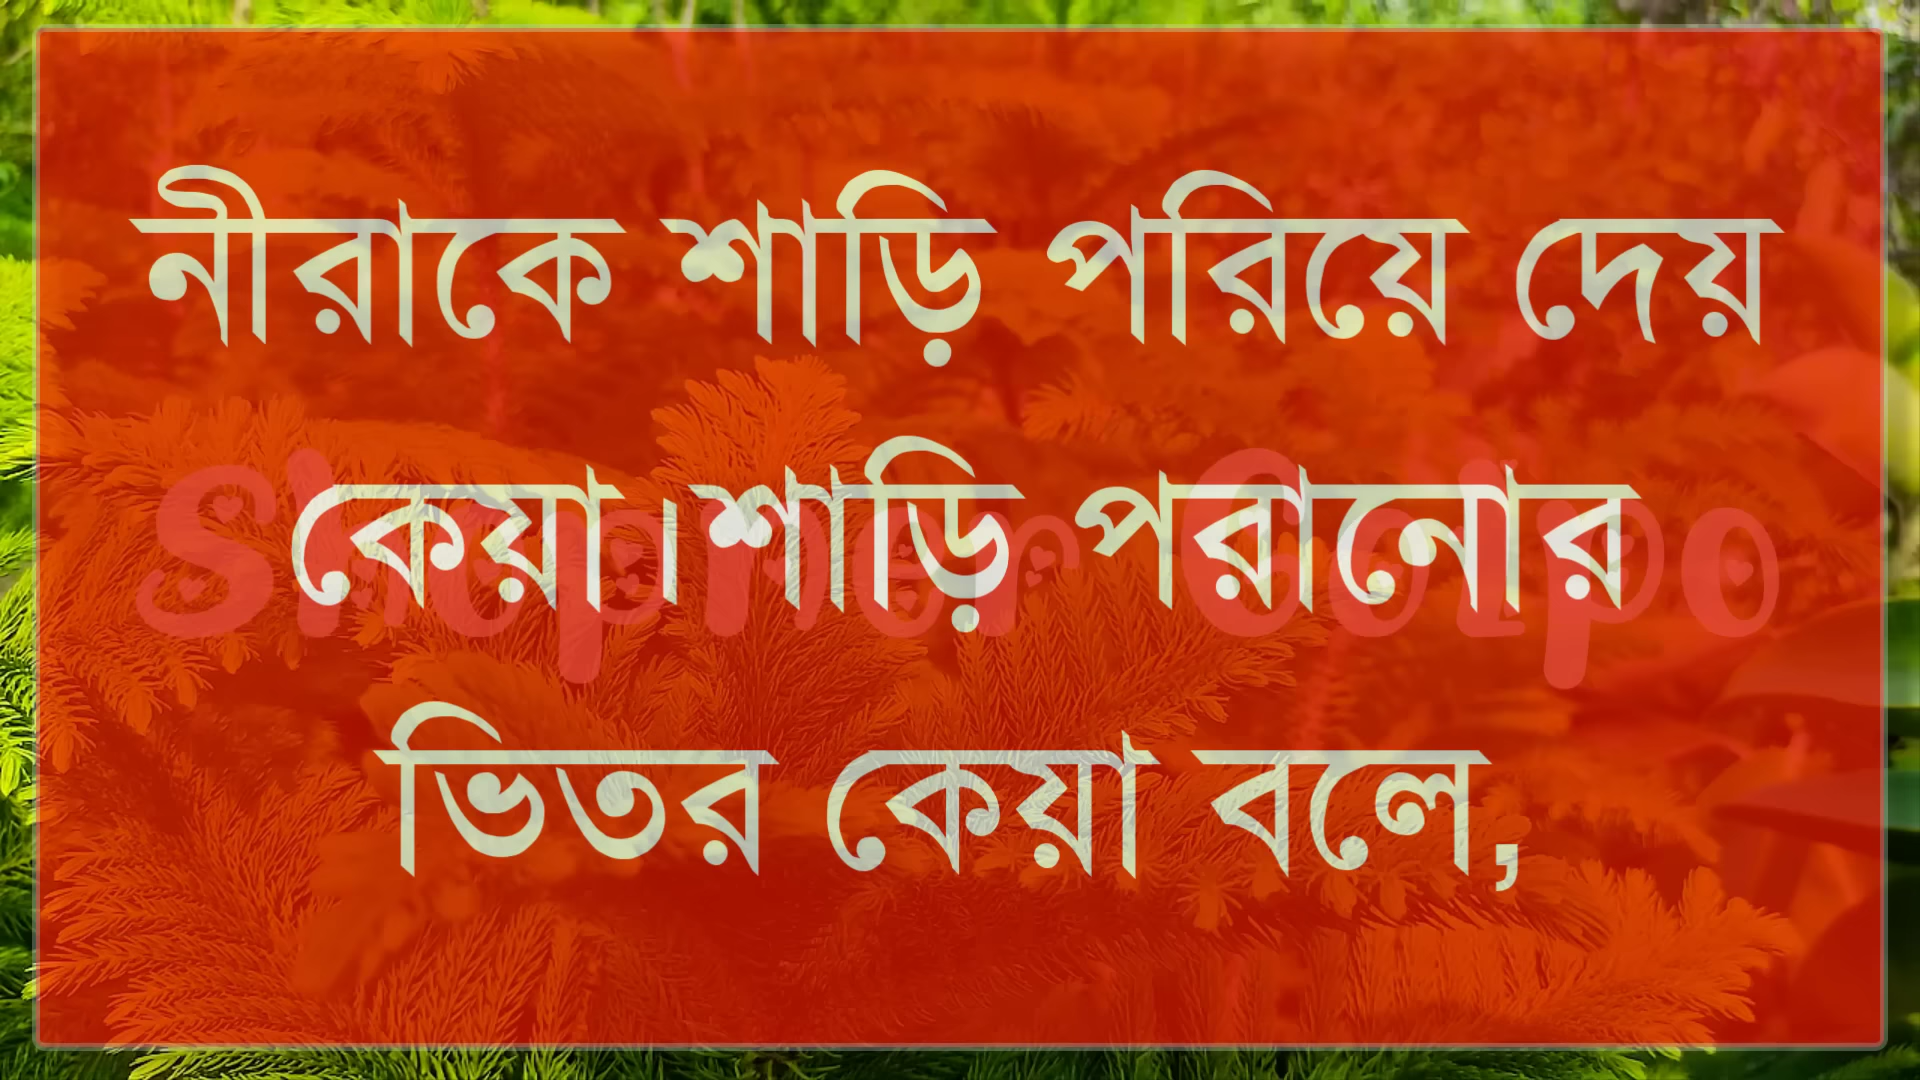 নীরাকে শাড়ি পরিয়ে দেয়
কেয়া।শাড়ি পরানোর
ভিতর কেয়া বলে,